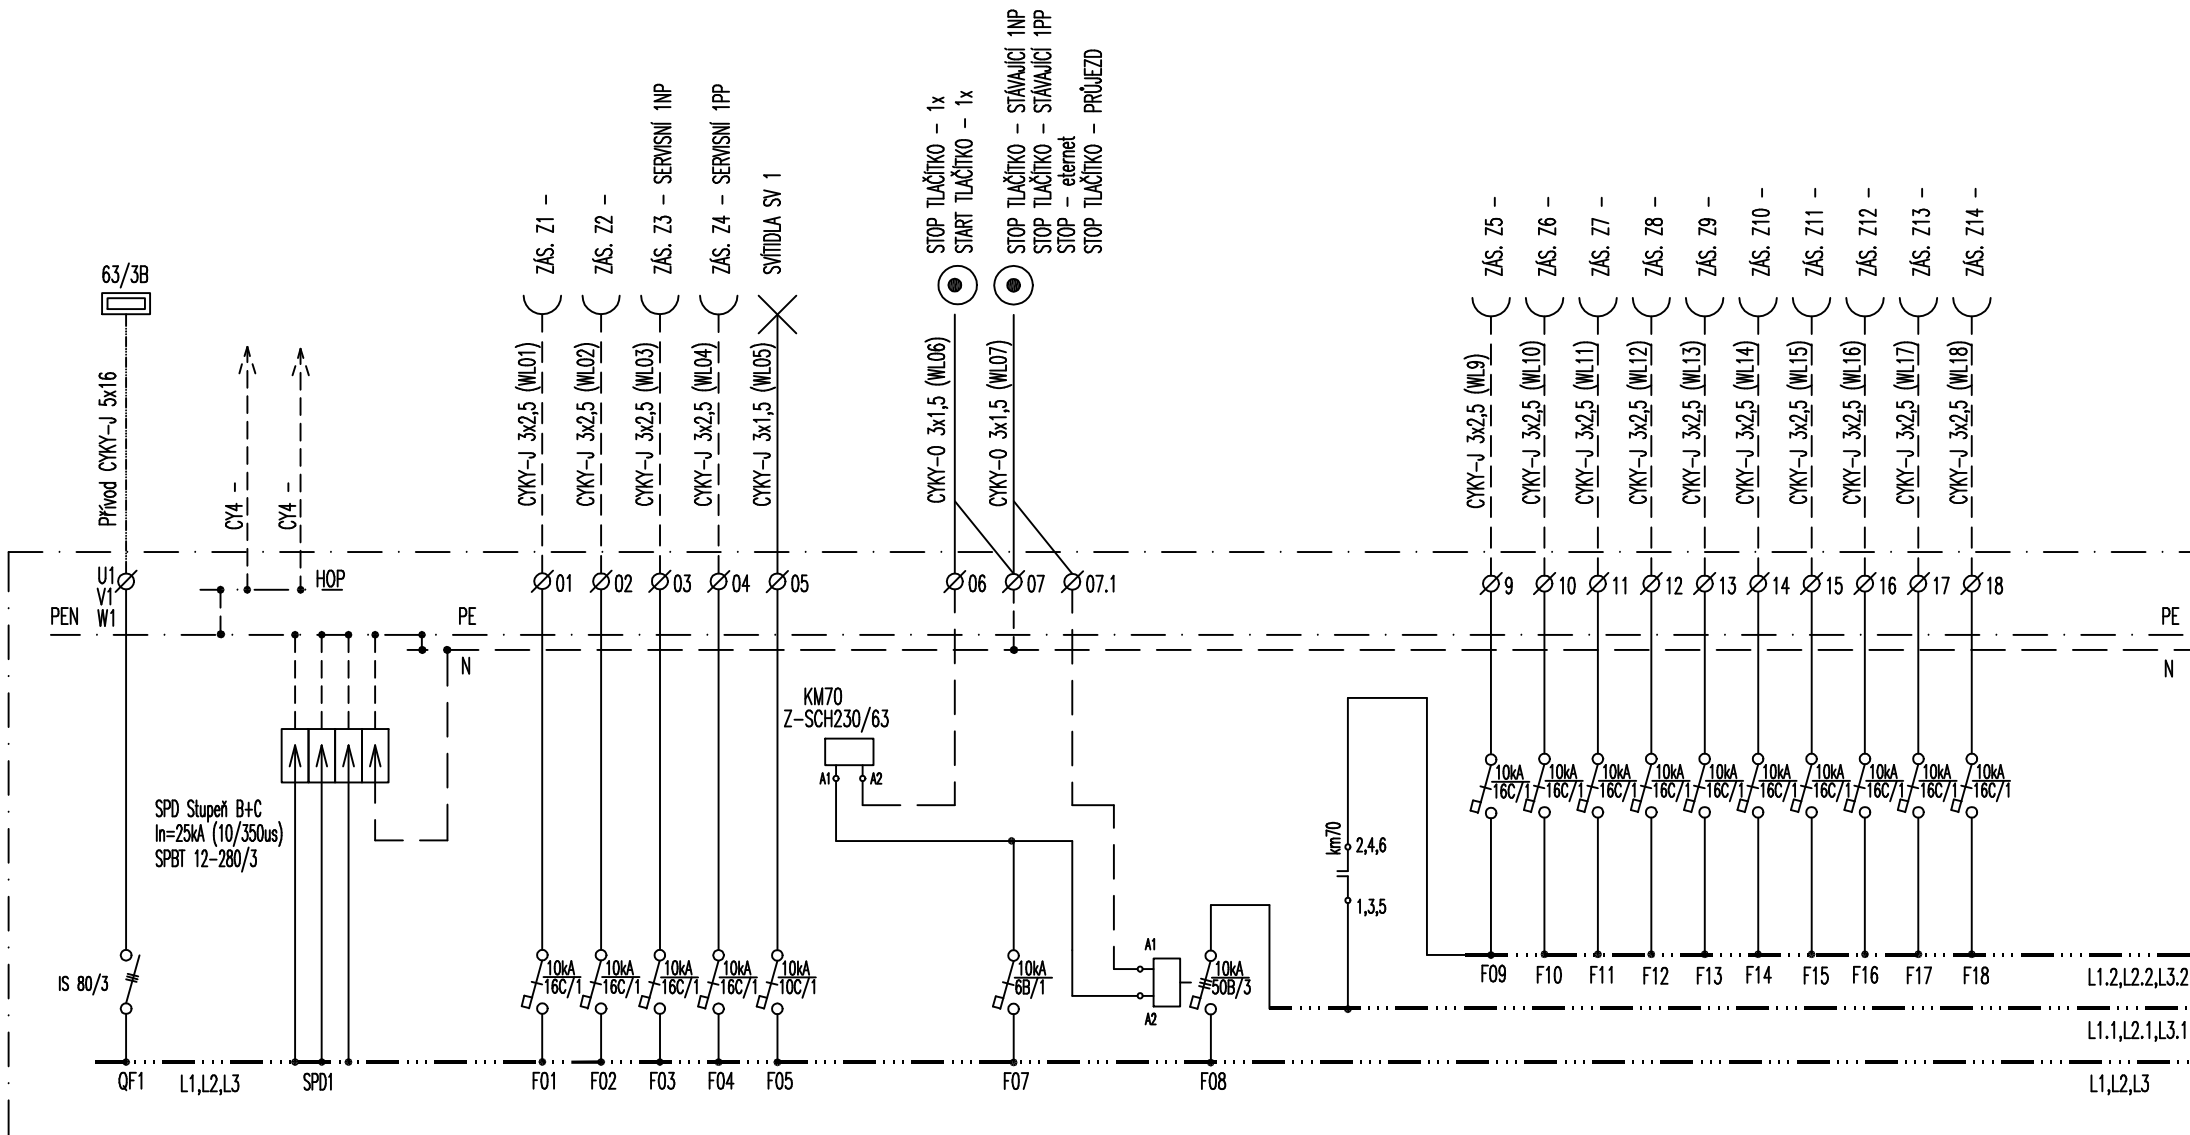 63/3B
Přívod CYKY-J 5x16
CY4 -
CY4 -
ZÁS. Z1 -
ZÁS. Z2 -
ZÁS. Z3 - SERVISNÍ 1NP
ZÁS. Z4 - SERVISNÍ 1PP
SVÍTIDLA SV 1
STOP TLAČÍTKO - 1x
START TLAČÍTKO - 1x
STOP TLAČÍTKO - STÁVAJÍCÍ 1NP
STOP TLAČÍTKO - STÁVAJÍCÍ 1PP
STOP - eternet
STOP TLAČÍTKO - PRŮJEZD
ZÁS. Z5 -
ZÁS. Z6 -
ZÁS. Z7 -
ZÁS. Z8 -
ZÁS. Z9 -
ZÁS. Z10 -
ZÁS. Z11 -
ZÁS. Z12 -
ZÁS. Z13 -
ZÁS. Z14 -
CYKY-J 3x2,5 (WL01)
CYKY-J 3x2,5 (WL02)
CYKY-J 3x2,5 (WL03)
CYKY-J 3x2,5 (WL04)
CYKY-J 3x1,5 (WL05)
CYKY-O 3x1,5 (WL06)
CYKY-O 3x1,5 (WL07)
CYKY-J 3x2,5 (WL9)
CYKY-J 3x2,5 (WL10)
CYKY-J 3x2,5 (WL11)
CYKY-J 3x2,5 (WL12)
CYKY-J 3x2,5 (WL13)
CYKY-J 3x2,5 (WL14)
CYKY-J 3x2,5 (WL15)
CYKY-J 3x2,5 (WL16)
CYKY-J 3x2,5 (WL17)
CYKY-J 3x2,5 (WL18)
U1
V1
W1
HOP
01
02
03
04
05
06
07
07.1
9
10
11
12
13
14
15
16
17
18
PEN
PE
N
PE
N
KM70
Z-SCH230/63
A1
A2
SPD Stupeň B+C
In=25kA (10/350us)
SPBT 12-280/3
km70
2,4,6
1,3,5
10kA
16C/1
10kA
16C/1
10kA
16C/1
10kA
16C/1
10kA
16C/1
10kA
16C/1
10kA
16C/1
10kA
16C/1
10kA
16C/1
10kA
16C/1
IS 80/3
10kA
16C/1
10kA
16C/1
10kA
16C/1
10kA
16C/1
10kA
10C/1
10kA
6B/1
A1
A2
10kA
50B/3
F09
F10
F11
F12
F13
F14
F15
F16
F17
F18
L1.2,L2.2,L3.2
L1.1,L2.1,L3.1
QF1
L1,L2,L3
SPD1
F01
F02
F03
F04
F05
F07
F08
L1,L2,L3